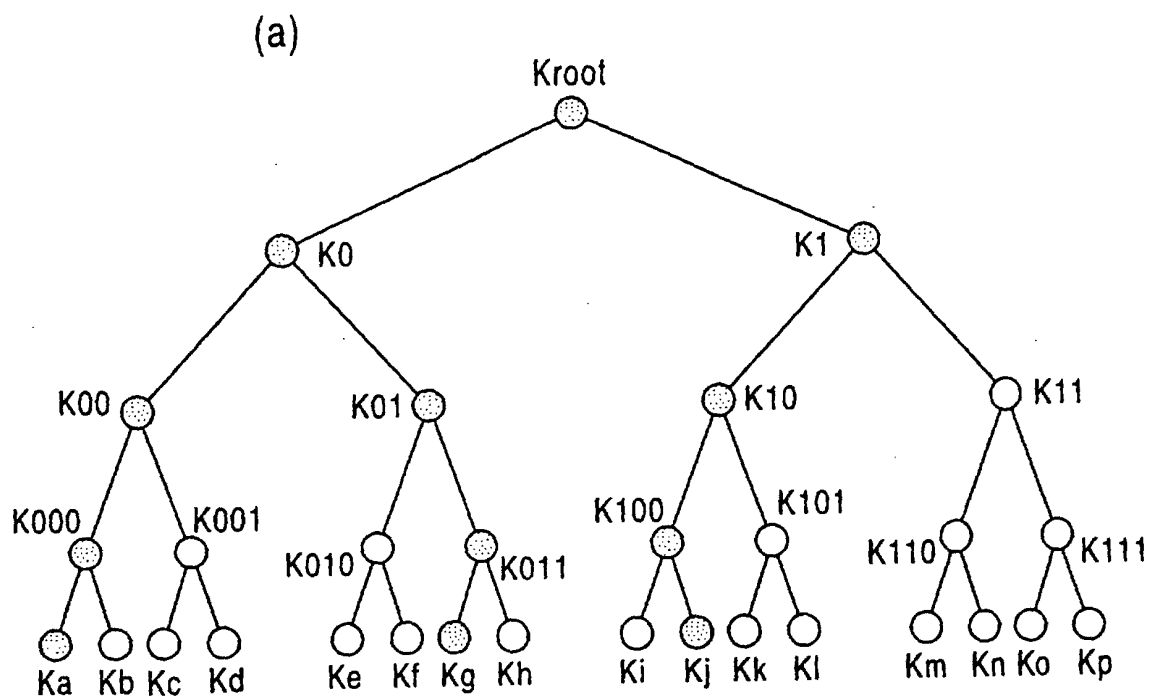 (a)
Kroot
K0
K1
K00
K01
K10
K11
K000
K001
K010
K011
K100
K101
K110
K111
Ka Kb Kc Kd Ke Kf Kg Kh Ki Kj Kk Kl Km Kn Ko Kp